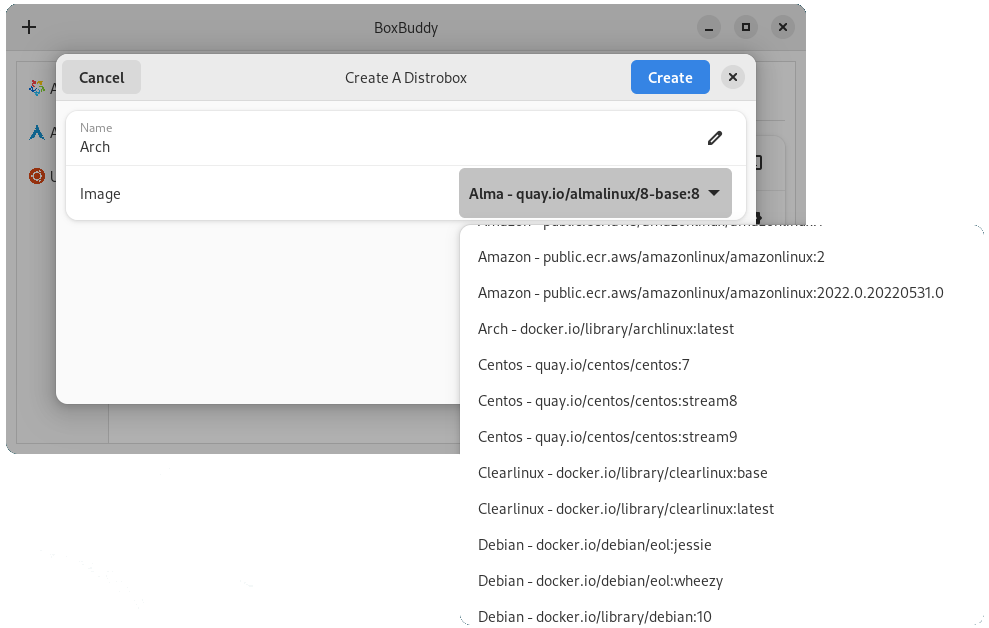 BoxBuddy
Cancel
Create A Distrobox
Create
Name
Arch
Image
Alma - quay.io/almalinux/8-base:8
Amazon - public.ecr.aws/amazonlinux/amazonlinux:2
Amazon - public.ecr.aws/amazonlinux/amazonlinux:2022.0.20220531.0
Arch - docker.io/library/archlinux:latest
Centos - quay.io/centos/centos:7
Centos - quay.io/centos/centos:stream8
Centos - quay.io/centos/centos:stream9
Clearlinux - docker.io/library/clearlinux:base
Clearlinux - docker.io/library/clearlinux:latest
Debian - docker.io/debian/eol:jessie
Debian - docker.io/debian/eol:wheezy
Debian - docker.io/library/debian:10